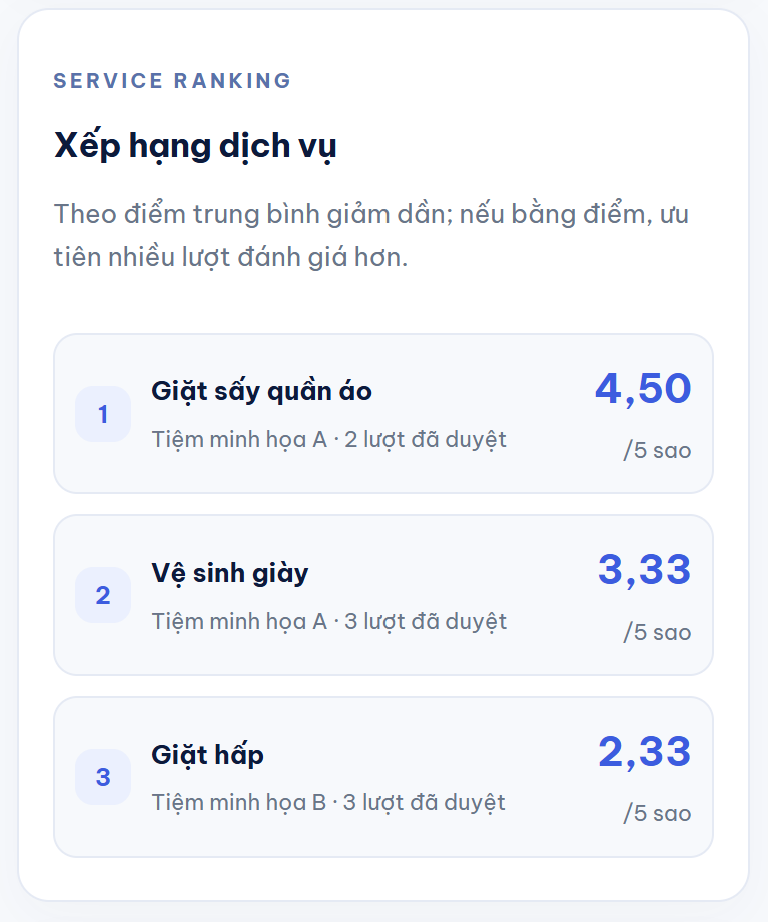 SERVICE RANKING
Xếp hạng dịch vụ
Theo điểm trung bình giảm dần; nếu bằng điểm, ưu
tiên nhiều lượt đánh giá hơn.
1
Giặt sấy quần áo
Tiệm minh họa A · 2 lượt đã duyệt
4,50
/5 sao
2
Vệ sinh giày
Tiệm minh họa A · 3 lượt đã duyệt
3,33
/5 sao
3
Giặt hấp
Tiệm minh họa B · 3 lượt đã duyệt
2,33
/5 sao